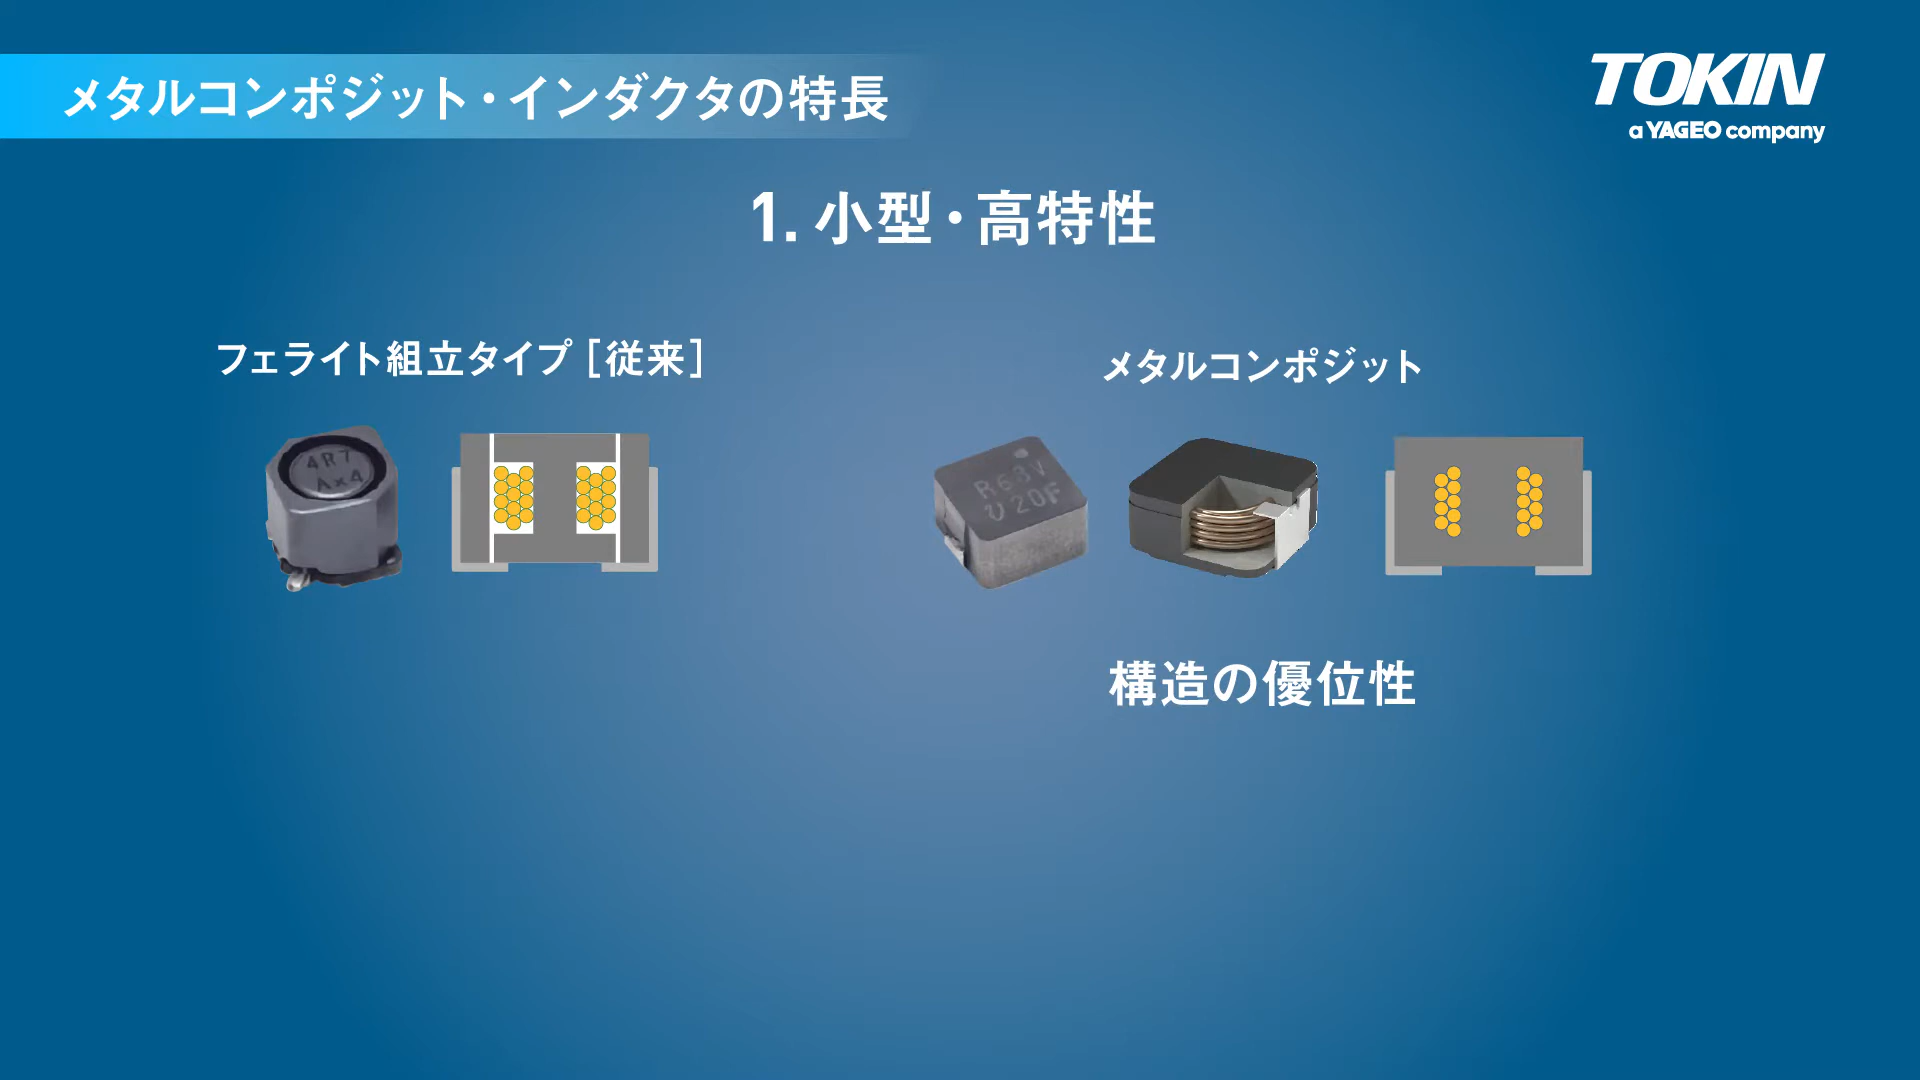 メタルコンポジット・インダクタの特長
TOKIN
a YAGEO company
1. 小型・高特性
フェライト組立タイプ［従来］
メタルコンポジット
4R7
Ax4
R68V
20F
構造の優位性